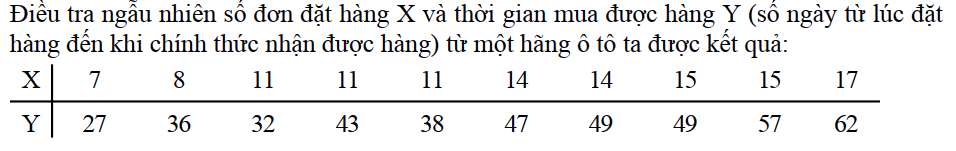 Điều tra ngẫu nhiên số đơn đặt hàng X và thời gian mua được hàng Y (số ngày từ lúc đặt
hàng đến khi chính thức nhận được hàng) từ một hãng ô tô ta được kết quả:
X 7 8 11 11 11 14 14 15 15 17
Y 27 36 32 43 38 47 49 49 57 62